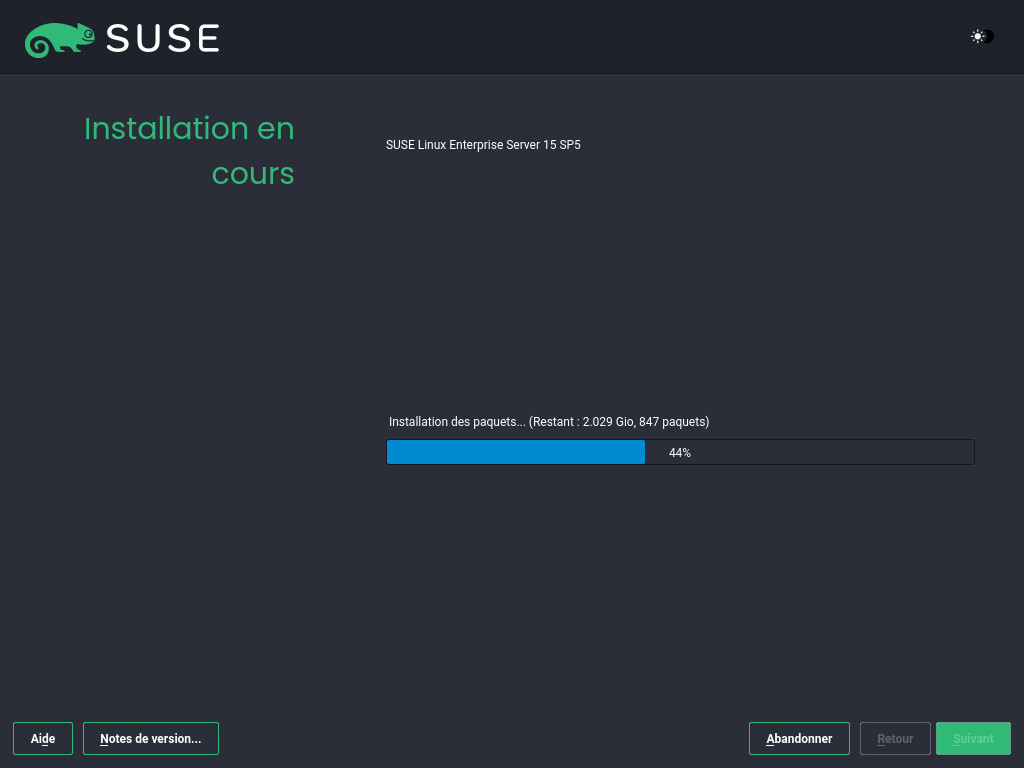 SUSE
Installation en
cours
SUSE Linux Enterprise Server 15 SP5
Installation des paquets... (Restant : 2.029 Gio, 847 paquets)
44%
Aide
Notes de version...
Abandonner
Retour
Suivant